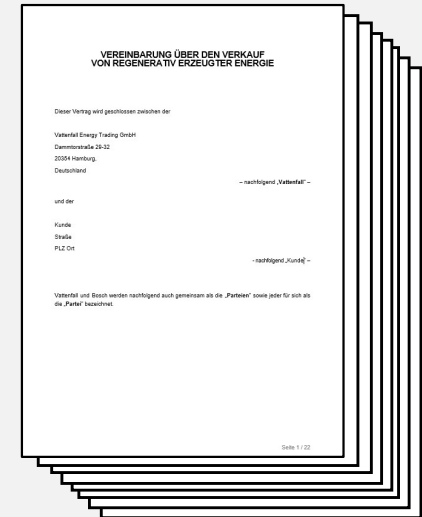 VEREINBARUNG ÜBER DEN VERKAUF
VON REGENERATIV ERZEUGTER ENERGIE
Dieser Vertrag wird geschlossen zwischen der
Vattenfall Energy Trading GmbH
Dammtorstraße 29-32
20354 Hamburg,
Deutschland
– nachfolgend „Vattenfall“ –
und der
Kunde
Straße
PLZ Ort
- nachfolgend „Kunde“ –
Vattenfall und Bosch werden nachfolgend auch gemeinsam als die „Parteien“ sowie jeder für sich als
die „Partei“ bezeichnet.
Seite 1 / 22